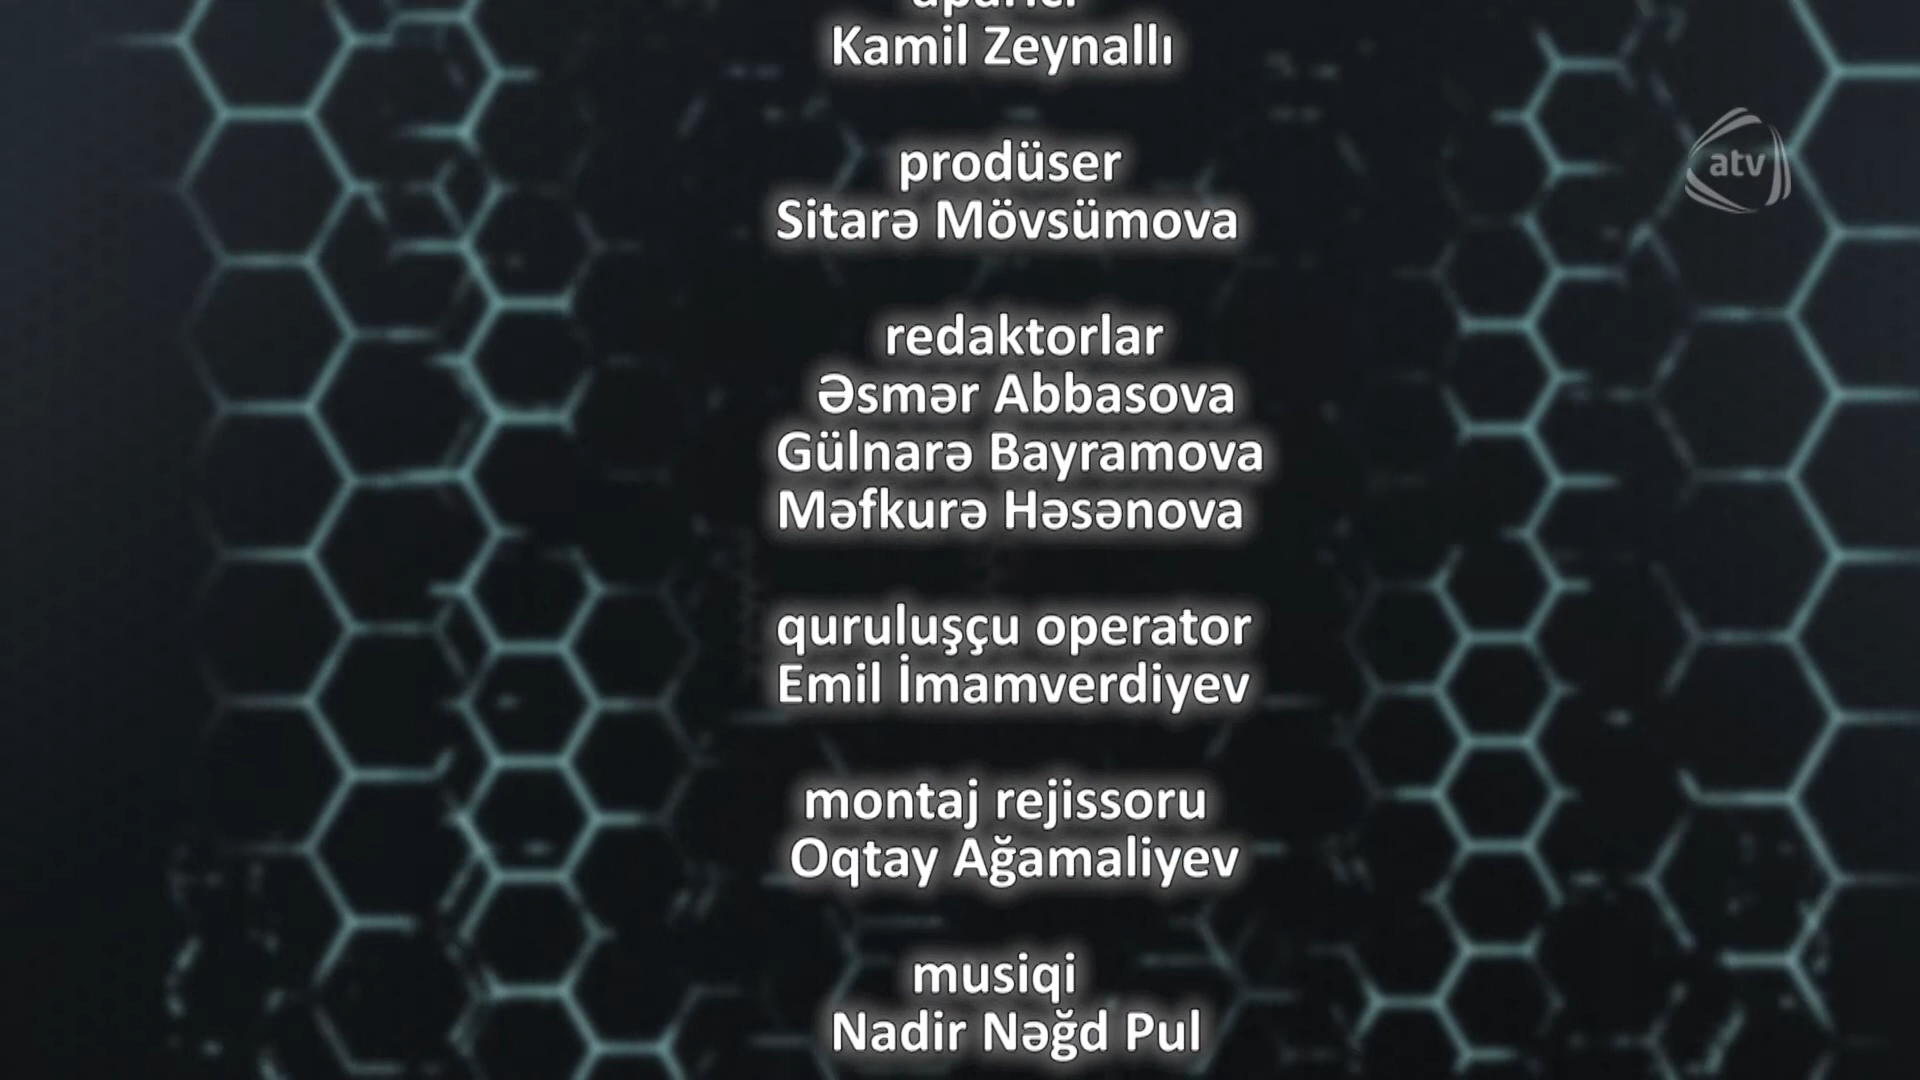 aparıcı
Kamil Zeynallı
atv
prodüser
Sitarə Mövsümova
redaktorlar
Əsmər Abbasova
Gülnarə Bayramova
Məfkurə Həsənova
quruluşçu operator
Emil İmamverdiyev
montaj rejissoru
Oqtay Ağamaliyev
musiqi
Nadir Nəğd Pul